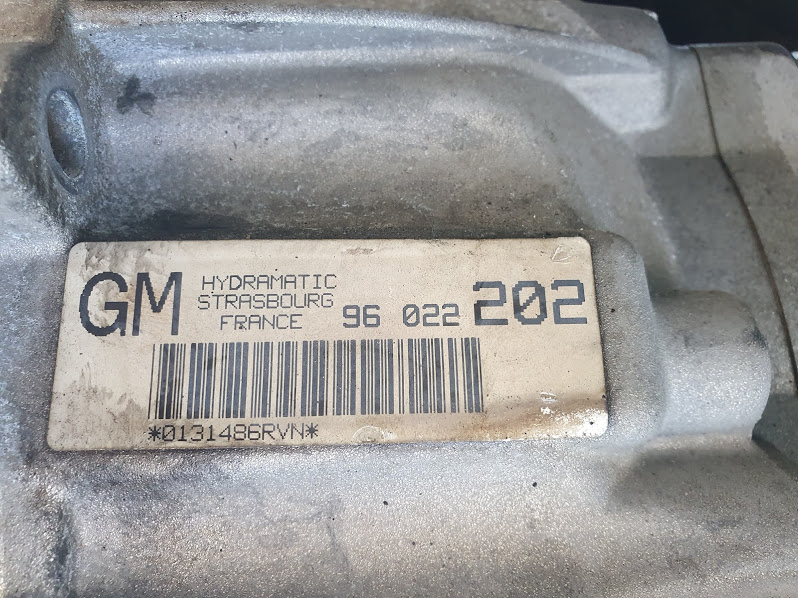 GM HYDRAMATIC
STRASBOURG
FRANCE 96 022 202
*0131486RVN*